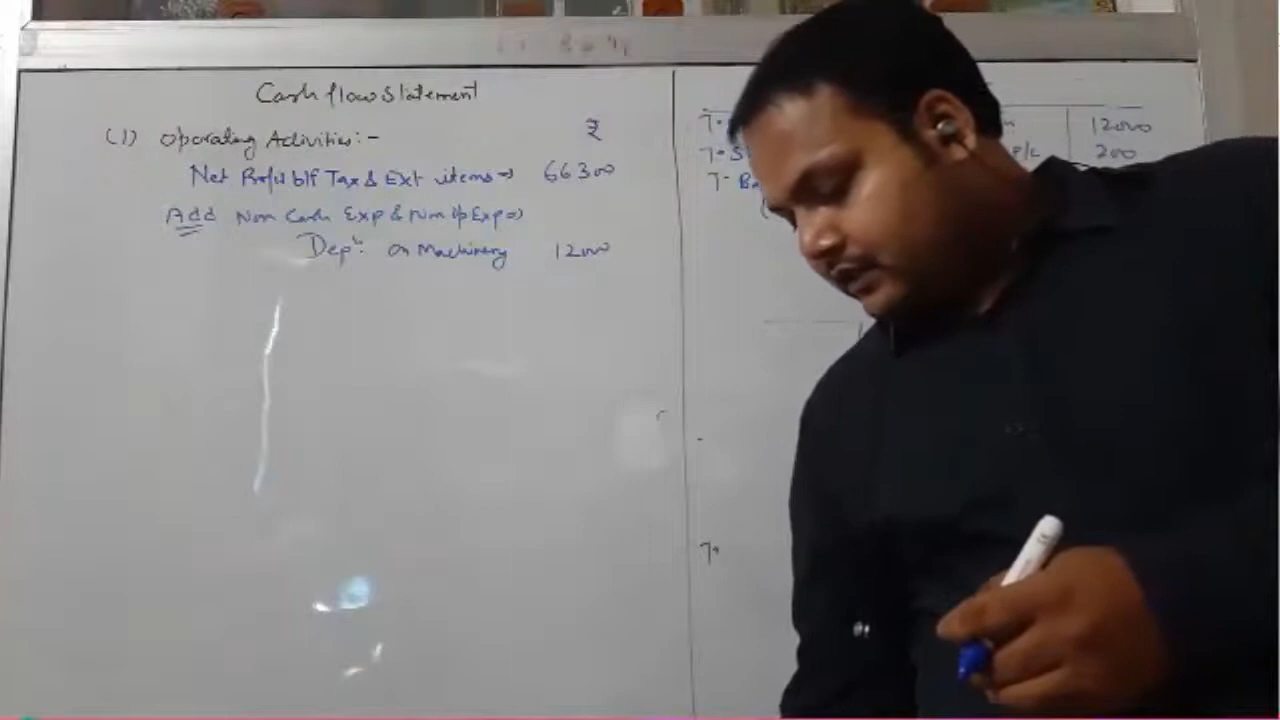 Cash flow Statement
(1) Operating Activities:- ₹
Net Profit b/f Tax & Ext items⇒ 66300
Add Non Cash Exp & Non op Exp⇒
Depn: on Machinery 12000
12000
T- S P/L 200
T- Ba